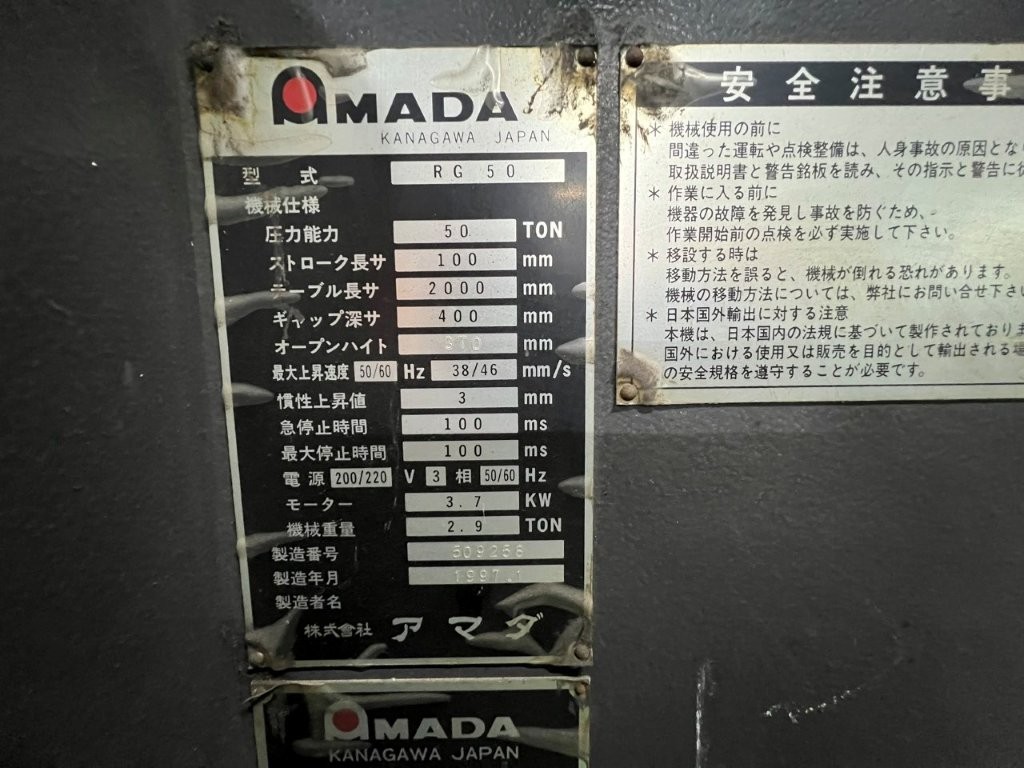 AMADA
KANAGAWA JAPAN
型式 RG 50
機械仕様
圧力能力 50 TON
ストローク長サ 100 mm
テーブル長サ 2000 mm
ギャップ深サ 400 mm
オープンハイト mm
最大上昇速度 50/60 Hz 38/46 mm/s
慣性上昇値 3 mm
急停止時間 100 ms
最大停止時間 100 ms
電源 200/220 V 3 相 50/60 Hz
モーター 3.7 KW
機械重量 2.9 TON
製造番号
製造年月 1997.1
製造者名
株式会社 アマダ
AMADA
KANAGAWA JAPAN
安全注意事
* 機械使用の前に
間違った運転や点検整備は、人身事故の原因とな
取扱説明書と警告銘板を読み、その指示と警告に
* 作業に入る前に
機器の故障を発見し事故を防ぐため、
作業開始前の点検を必ず実施して下さい。
* 移設する時は
移動方法を誤ると、機械が倒れる恐れがあります。
機械の移動方法については、弊社にお問い合せ下さ
* 日本国外輸出に対する注意
本機は、日本国内の法規に基づいて製作されており
国外における使用又は販売を目的として輸出される
の安全規格を遵守することが必要です。